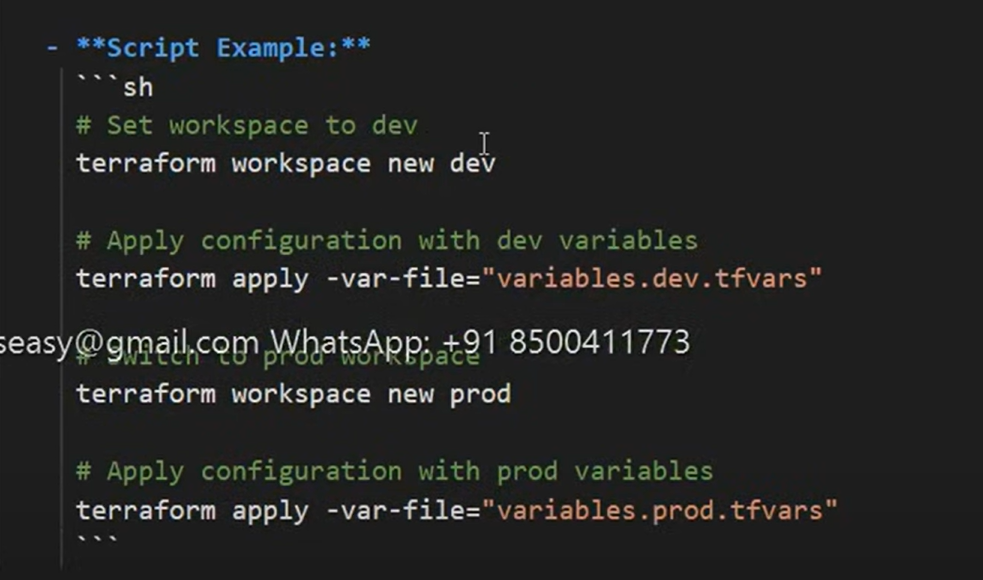 - **Script Example:**
```sh
# Set workspace to dev
terraform workspace new dev
# Apply configuration with dev variables
terraform apply -var-file="variables.dev.tfvars"
seasy@gmail.com WhatsApp: +91 8500411773
# Switch to prod workspace
terraform workspace new prod
# Apply configuration with prod variables
terraform apply -var-file="variables.prod.tfvars"
```